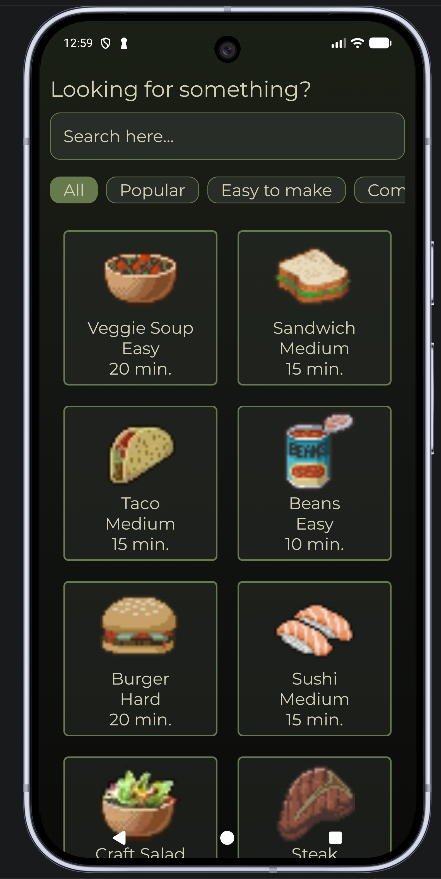 12:59
Looking for something?
Search here...
All Popular Easy to make Com
Veggie Soup
Easy
20 min.
Sandwich
Medium
15 min.
Taco
Medium
15 min.
BEANS
Beans
Easy
10 min.
Burger
Hard
20 min.
Sushi
Medium
15 min.
Craft Salad
Steak